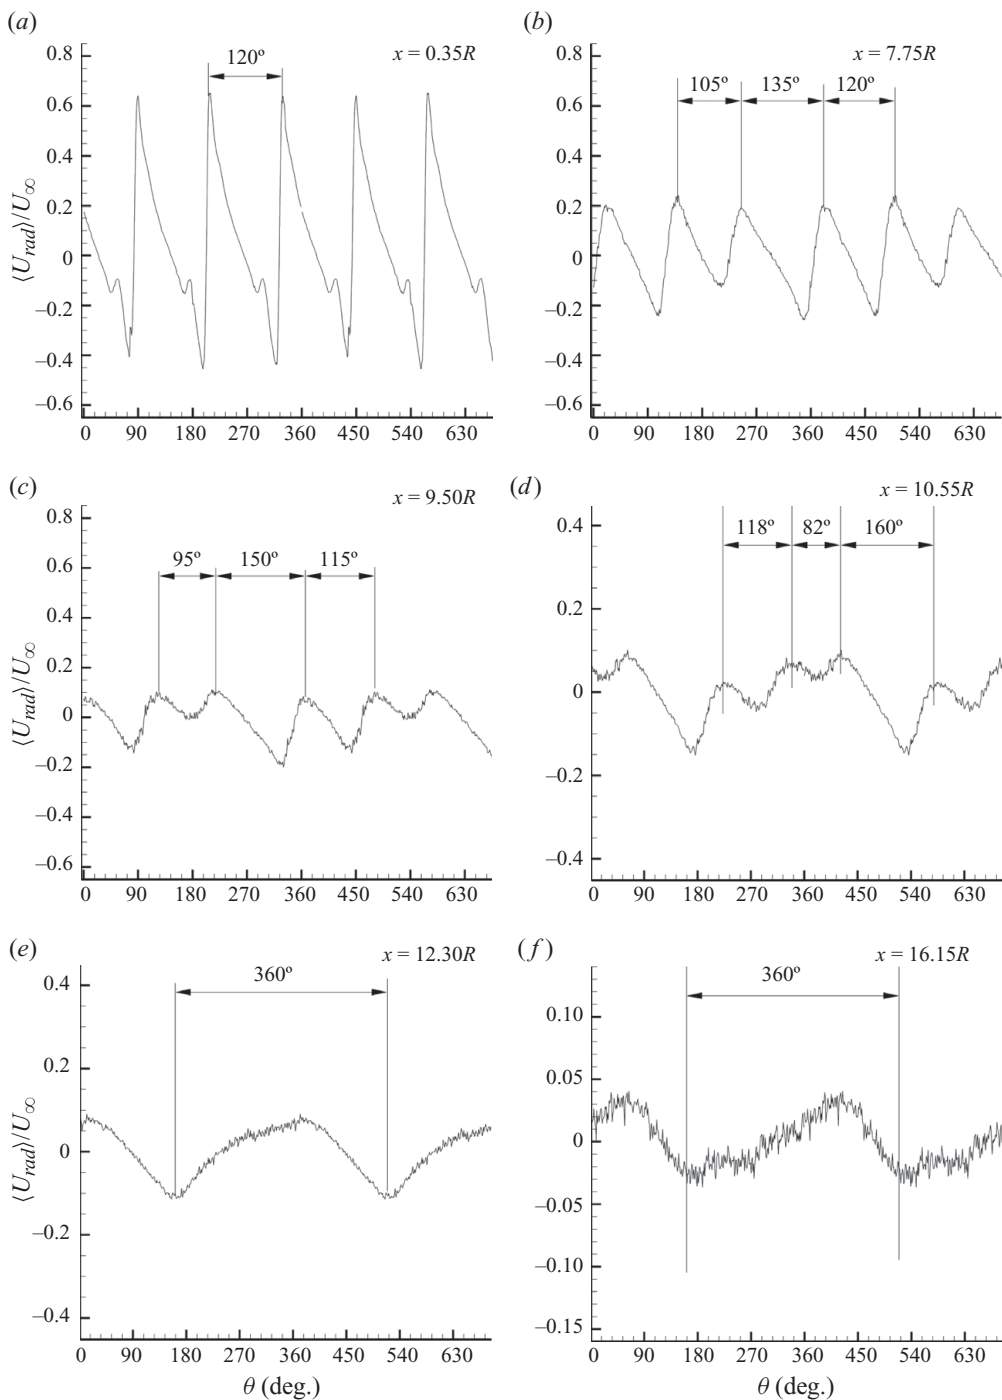 (a)
x = 0.35R
120º
0.8
0.6
0.4
0.2
0
–0.2
–0.4
–0.6
⟨U_rad⟩/U_∞
0 90 180 270 360 450 540 630
(b)
x = 7.75R
105º 135º 120º
0.8
0.6
0.4
0.2
0
–0.2
–0.4
–0.6
0 90 180 270 360 450 540 630
(c)
x = 9.50R
95º 150º 115º
0.8
0.6
0.4
0.2
0
–0.2
–0.4
–0.6
⟨U_rad⟩/U_∞
0 90 180 270 360 450 540 630
(d)
x = 10.55R
118º 82º 160º
0.4
0.2
0
–0.2
–0.4
0 90 180 270 360 450 540 630
(e)
x = 12.30R
360º
0.4
0.2
0
–0.2
–0.4
⟨U_rad⟩/U_∞
0 90 180 270 360 450 540 630
θ (deg.)
(f)
x = 16.15R
360º
0.10
0.05
0
–0.05
–0.10
–0.15
0 90 180 270 360 450 540 630
θ (deg.)